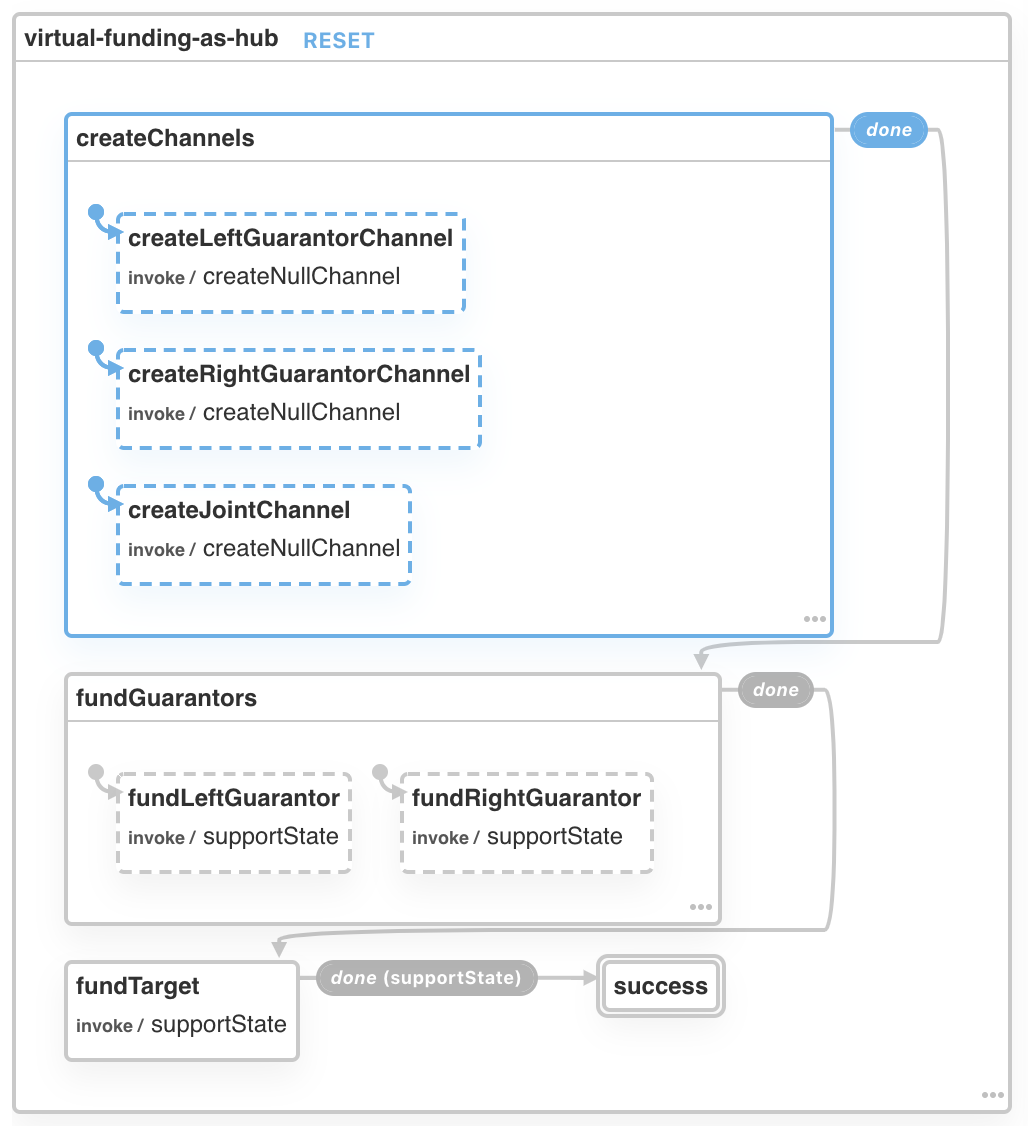 virtual-funding-as-hub RESET
createChannels
done
createLeftGuarantorChannel
invoke / createNullChannel
createRightGuarantorChannel
invoke / createNullChannel
createJointChannel
invoke / createNullChannel
fundGuarantors
done
fundLeftGuarantor
invoke / supportState
fundRightGuarantor
invoke / supportState
fundTarget
invoke / supportState
done (supportState)
success